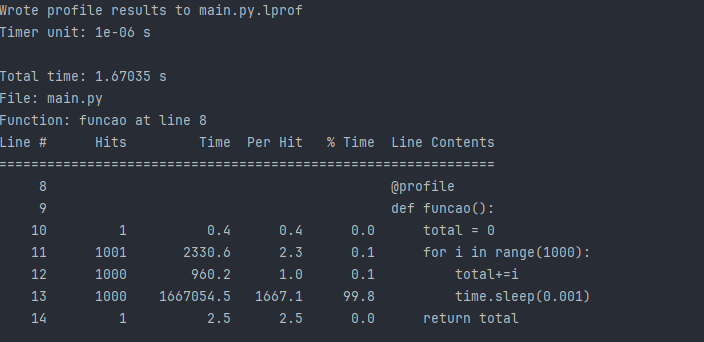 Wrote profile results to main.py.lprof
Timer unit: 1e-06 s
Total time: 1.67035 s
File: main.py
Function: funcao at line 8
Line #      Hits         Time  Per Hit   % Time  Line Contents
==============================================================
     8                                           @profile
     9                                           def funcao():
    10         1          0.4      0.4      0.0      total = 0
    11      1001       2330.6      2.3      0.1      for i in range(1000):
    12      1000        960.2      1.0      0.1          total+=i
    13      1000    1667054.5   1667.1     99.8          time.sleep(0.001)
    14         1          2.5      2.5      0.0      return total